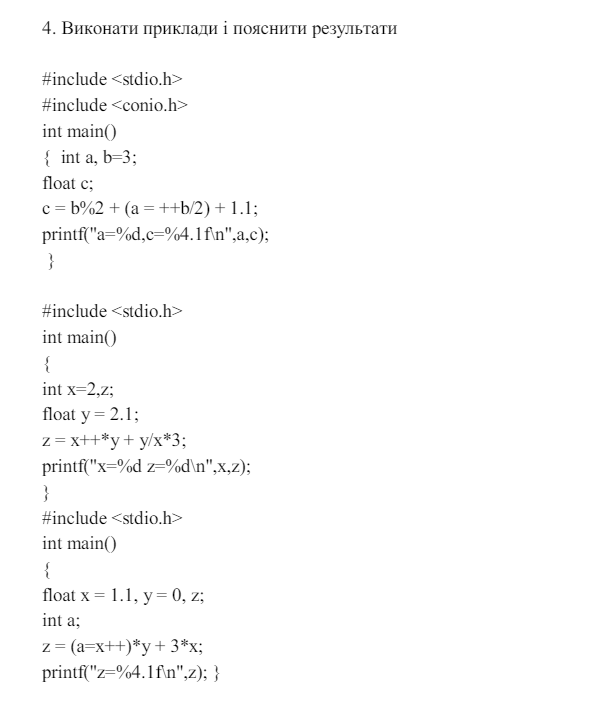 4. Виконати приклади і пояснити результати
#include <stdio.h>
#include <conio.h>
int main()
{  int a, b=3;
float c;
c = b%2 + (a = ++b/2) + 1.1;
printf("a=%d,c=%4.1f\n",a,c);
}
#include <stdio.h>
int main()
{
int x=2,z;
float y = 2.1;
z = x++*y + y/x*3;
printf("x=%d z=%d\n",x,z);
}
#include <stdio.h>
int main()
{
float x = 1.1, y = 0, z;
int a;
z = (a=x++)*y + 3*x;
printf("z=%4.1f\n",z); }